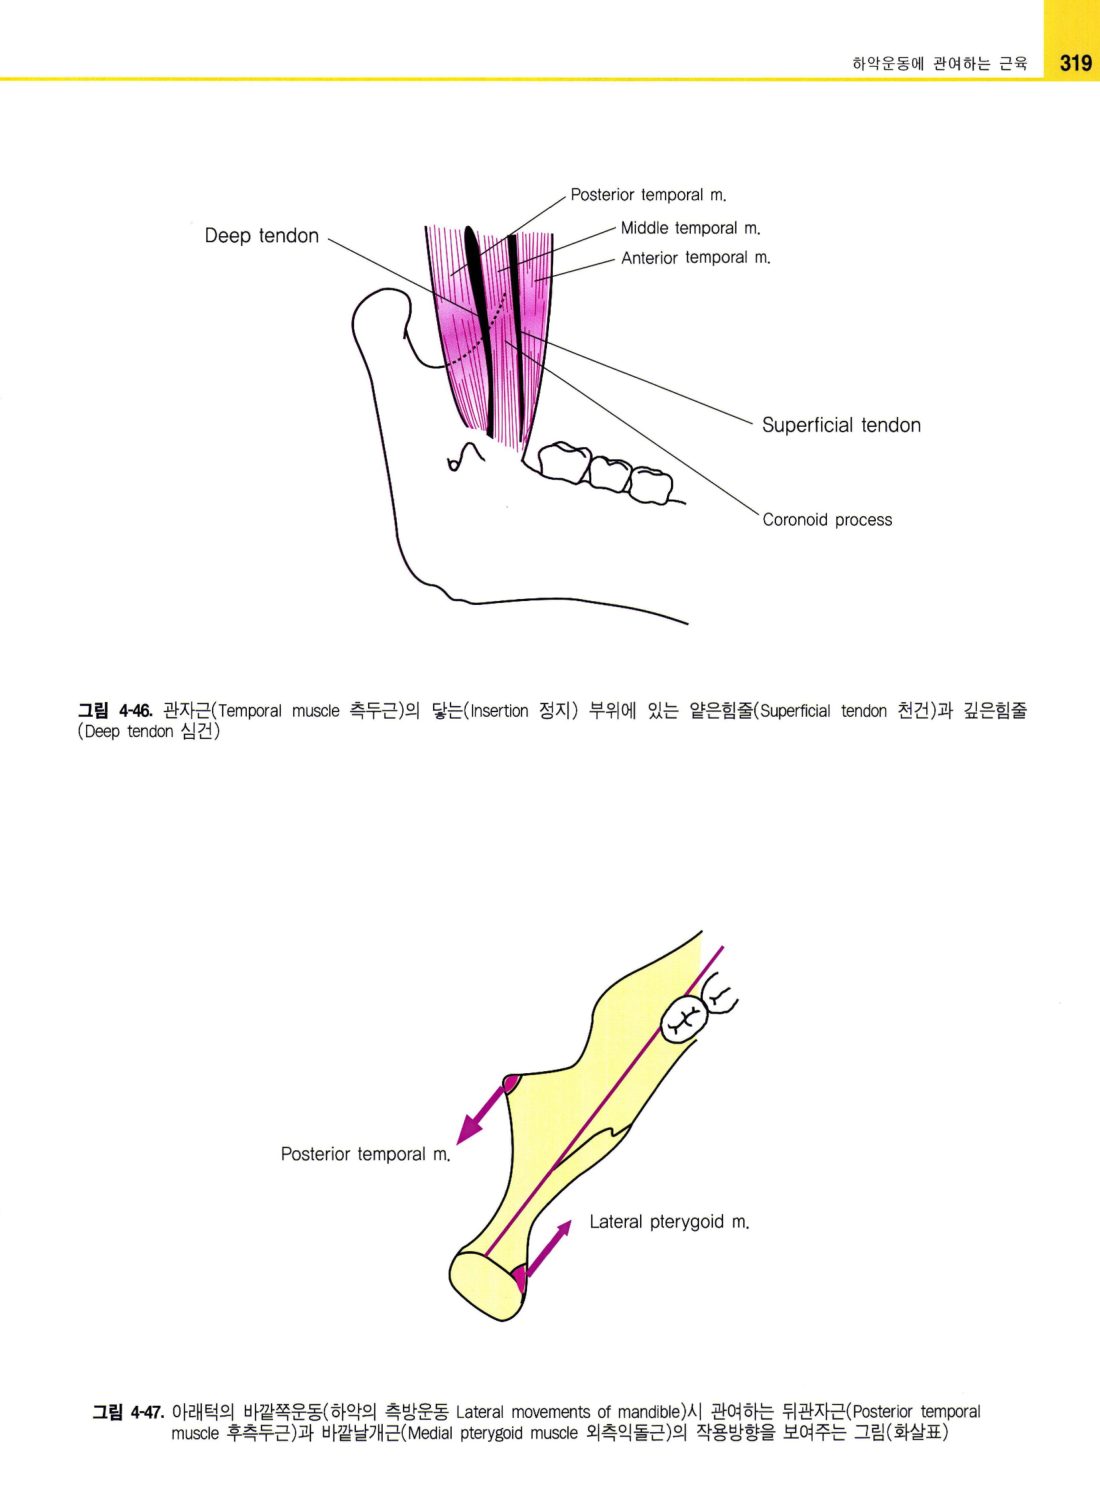 하악운동에 관여하는 근육 319
Posterior temporal m.
Middle temporal m.
Deep tendon
Anterior temporal m.
Superficial tendon
Coronoid process
그림 4-46. 관자근(Temporal muscle 측두근)의 닿는(Insertion 정지) 부위에 있는 얕은힘줄(Superficial tendon 천건)과 깊은힘줄
(Deep tendon 심건)
Posterior temporal m.
Lateral pterygoid m.
그림 4-47. 아래턱의 바깥쪽운동(하악의 측방운동 Lateral movements of mandible)시 관여하는 뒤관자근(Posterior temporal
muscle 후측두근)과 바깥날개근(Medial pterygoid muscle 외측익돌근)의 작용방향을 보여주는 그림(화살표)